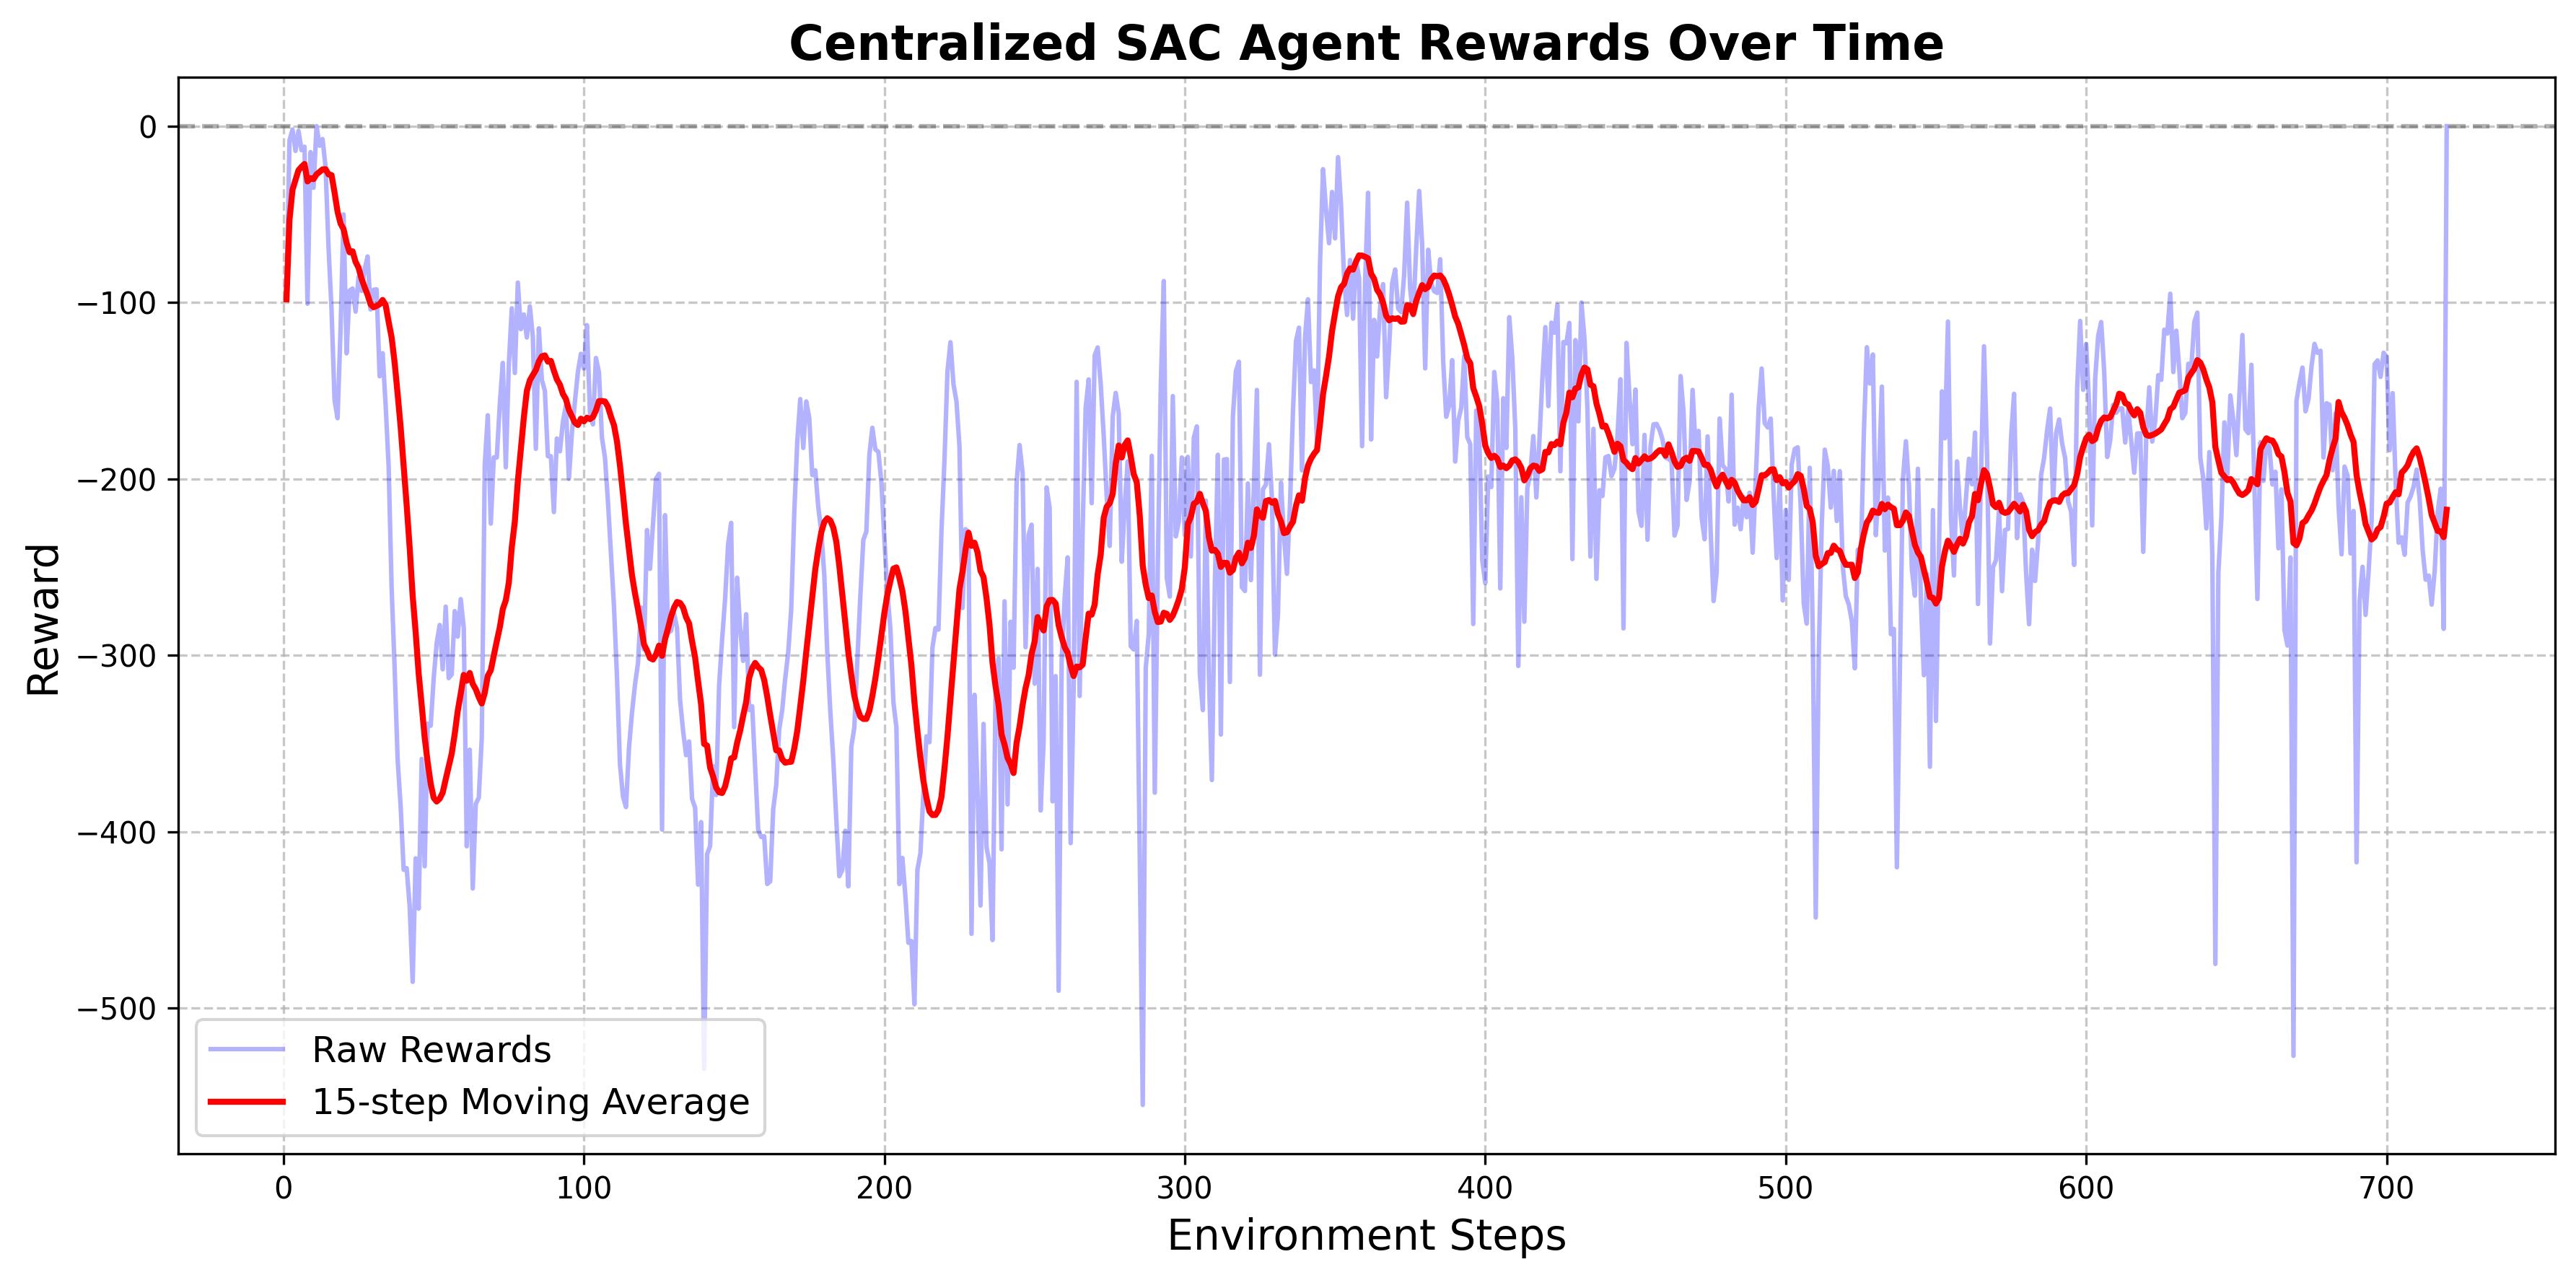 Centralized SAC Agent Rewards Over Time
Reward
0
−100
−200
−300
−400
−500
Raw Rewards
15-step Moving Average
0 100 200 300 400 500 600 700
Environment Steps